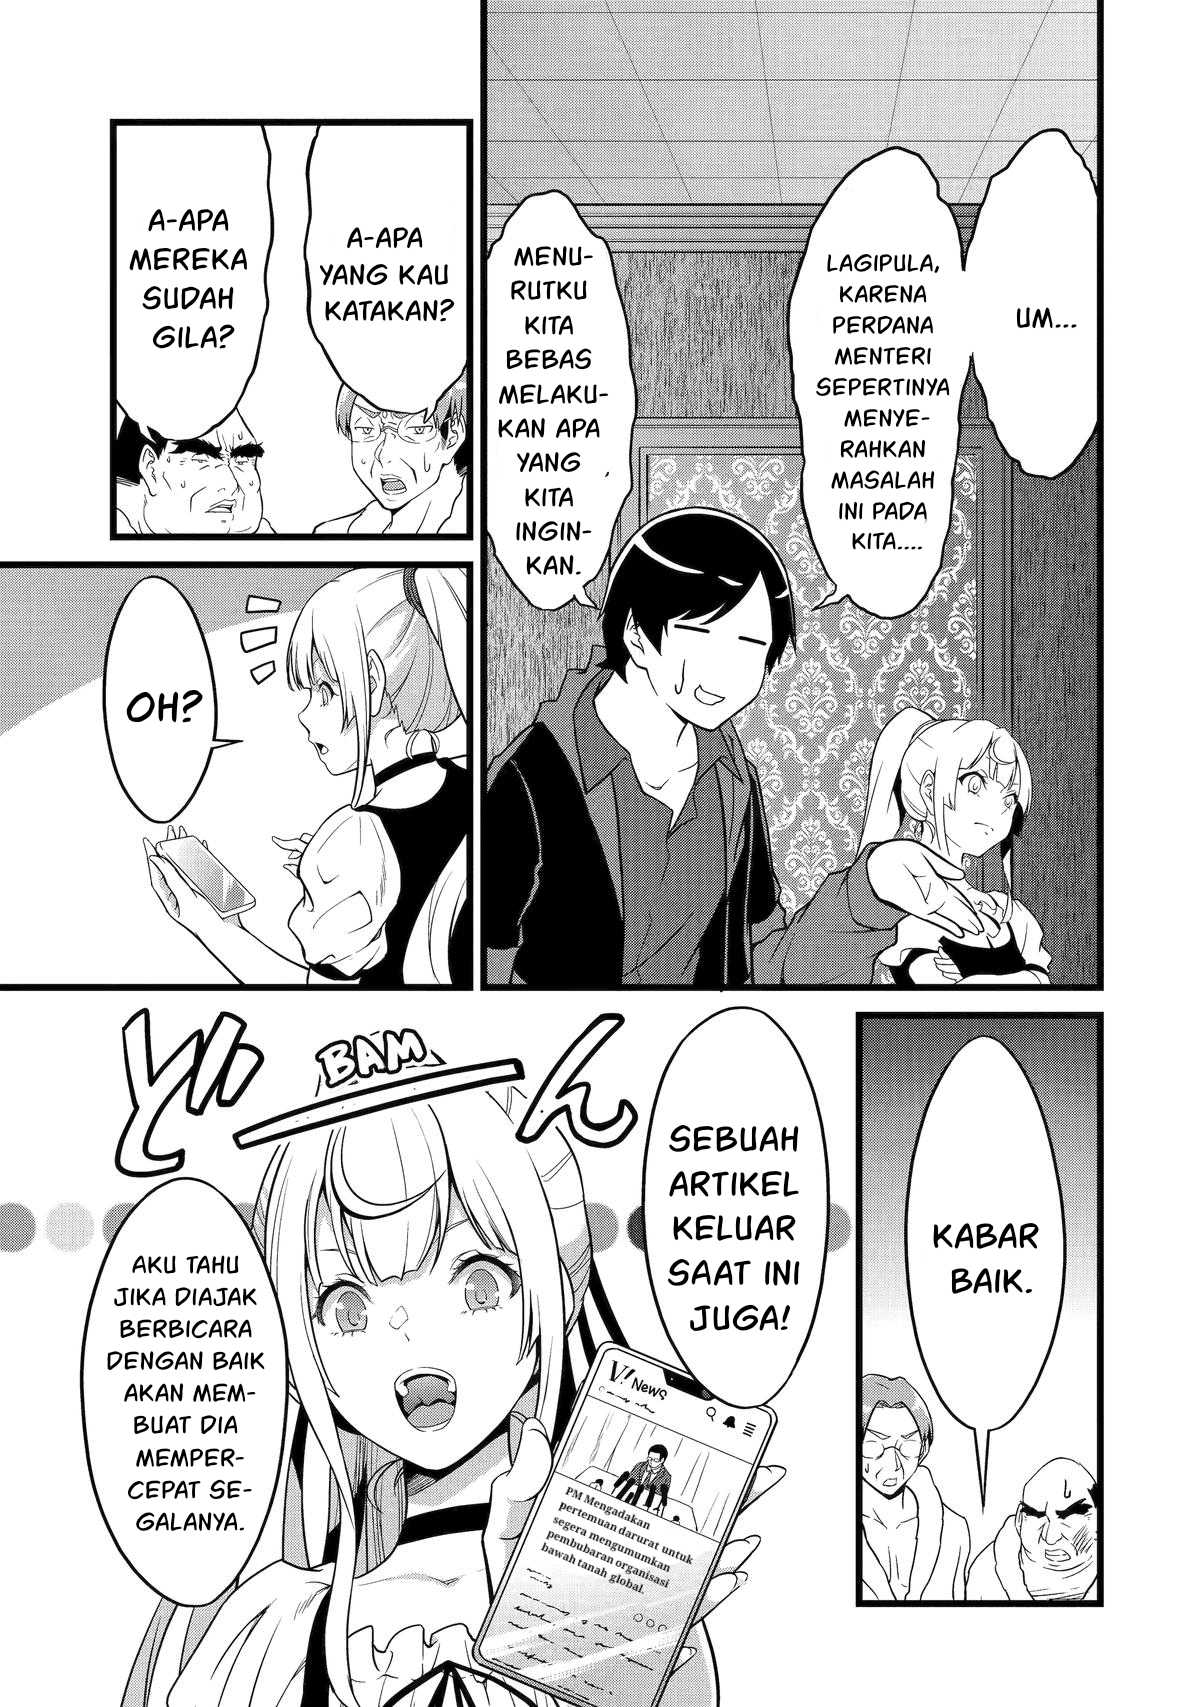 UM...
LAGIPULA,
KARENA
PERDANA
MENTERI
SEPERTINYA
MENYE-
RAHKAN
MASALAH
INI PADA
KITA....
MENU-
RUTKU
KITA
BEBAS
MELAKU-
KAN APA
YANG
KITA
INGIN-
KAN.
A-APA
YANG KAU
KATAKAN?
A-APA
MEREKA
SUDAH
GILA?
OH?
KABAR
BAIK.
SEBUAH
ARTIKEL
KELUAR
SAAT INI
JUGA!
どーん
BAM
V! News
PM Mengadakan
pertemuan darurat untuk
segera mengumumkan
pembubaran organisasi
bawah tanah global.
AKU TAHU
JIKA DIAJAK
BERBICARA
DENGAN BAIK
AKAN MEM-
BUAT DIA
MEMPER-
CEPAT SE-
GALANYA.